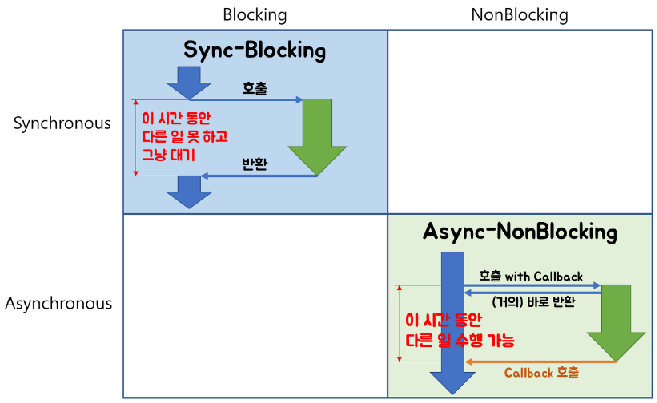 Blocking
NonBlocking
Synchronous
Sync-Blocking
호출
이 시간 동안
다른 일 못 하고
그냥 대기
반환
Asynchronous
Async-NonBlocking
호출 with Callback
(거의) 바로 반환
이 시간 동안
다른 일 수행 가능
Callback 호출